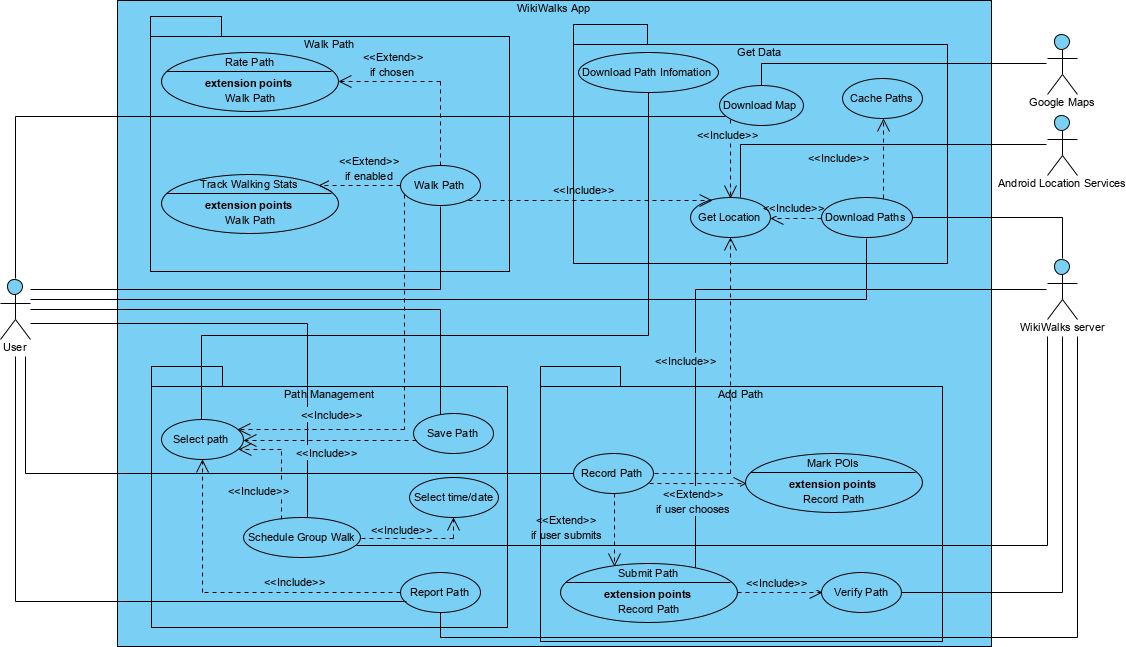 WikiWalks App
Walk Path
Rate Path
extension points
Walk Path
<<Extend>>
if chosen
Track Walking Stats
extension points
Walk Path
<<Extend>>
if enabled
Walk Path
<<Include>>
Get Data
Download Path Infomation
Download Map
Cache Paths
<<Include>>
<<Include>>
Get Location
<<Include>>
Download Paths
Google Maps
Android Location Services
WikiWalks server
User
<<Include>>
Path Management
<<Include>>
Select path
Save Path
<<Include>>
<<Include>>
Select time/date
Schedule Group Walk
<<Include>>
<<Include>>
Report Path
Add Path
Record Path
Mark POIs
extension points
Record Path
<<Extend>>
if user chooses
<<Extend>>
if user submits
Submit Path
extension points
Record Path
<<Include>>
Verify Path